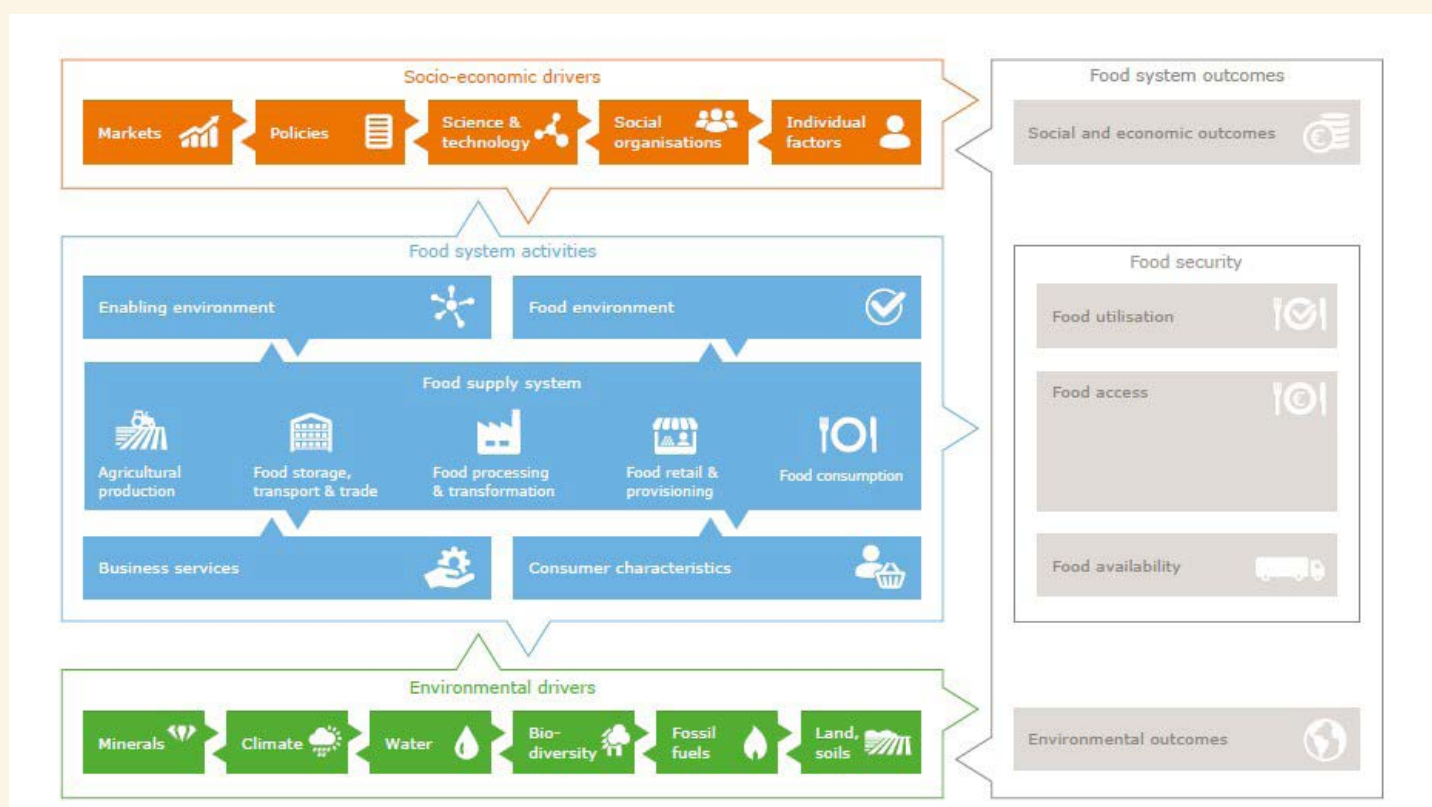 Socio-economic drivers
Markets
Policies
Science &
technology
Social
organisations
Individual
factors
Food system outcomes
Social and economic outcomes
Food system activities
Enabling environment
Food environment
Food supply system
Agricultural
production
Food storage,
transport & trade
Food processing
& transformation
Food retail &
provisioning
Food consumption
Business services
Consumer characteristics
Food security
Food utilisation
Food access
€
Food availability
Environmental drivers
Minerals
Climate
Water
Bio-
diversity
Fossil
fuels
Land,
soils
Environmental outcomes